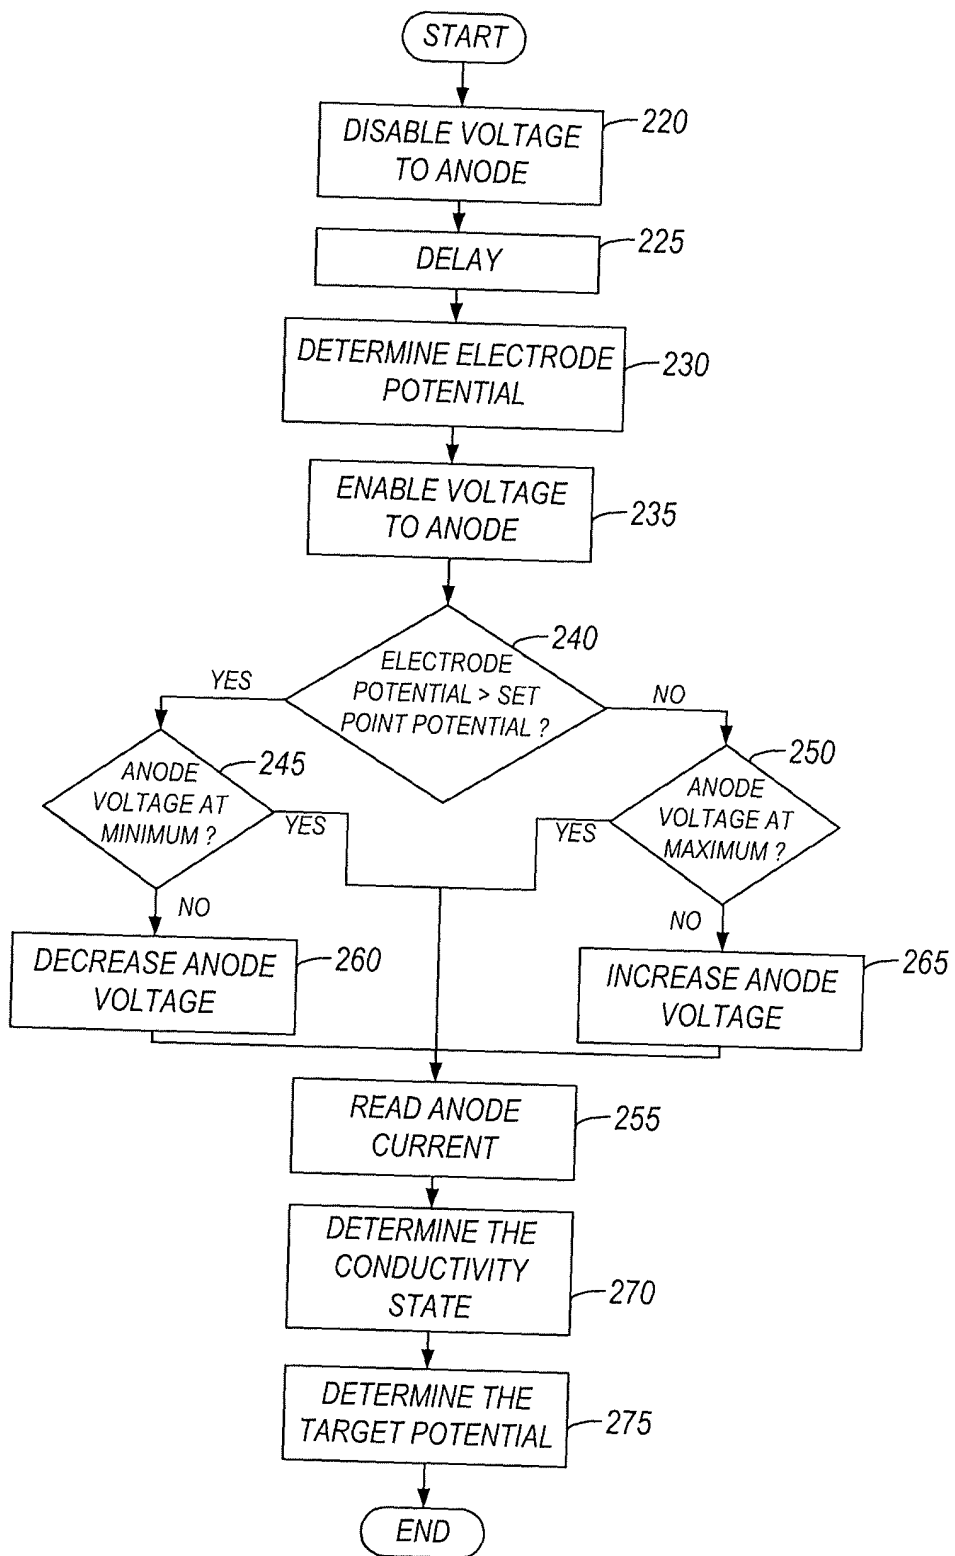 START
DISABLE VOLTAGE
TO ANODE
220
DELAY
225
DETERMINE ELECTRODE
POTENTIAL
230
ENABLE VOLTAGE
TO ANODE
235
240
ELECTRODE
POTENTIAL > SET
POINT POTENTIAL ?
YES
NO
245
ANODE
VOLTAGE AT
MINIMUM ?
YES
NO
250
ANODE
VOLTAGE AT
MAXIMUM ?
YES
NO
DECREASE ANODE
VOLTAGE
260
INCREASE ANODE
VOLTAGE
265
READ ANODE
CURRENT
255
DETERMINE THE
CONDUCTIVITY
STATE
270
DETERMINE THE
TARGET POTENTIAL
275
END